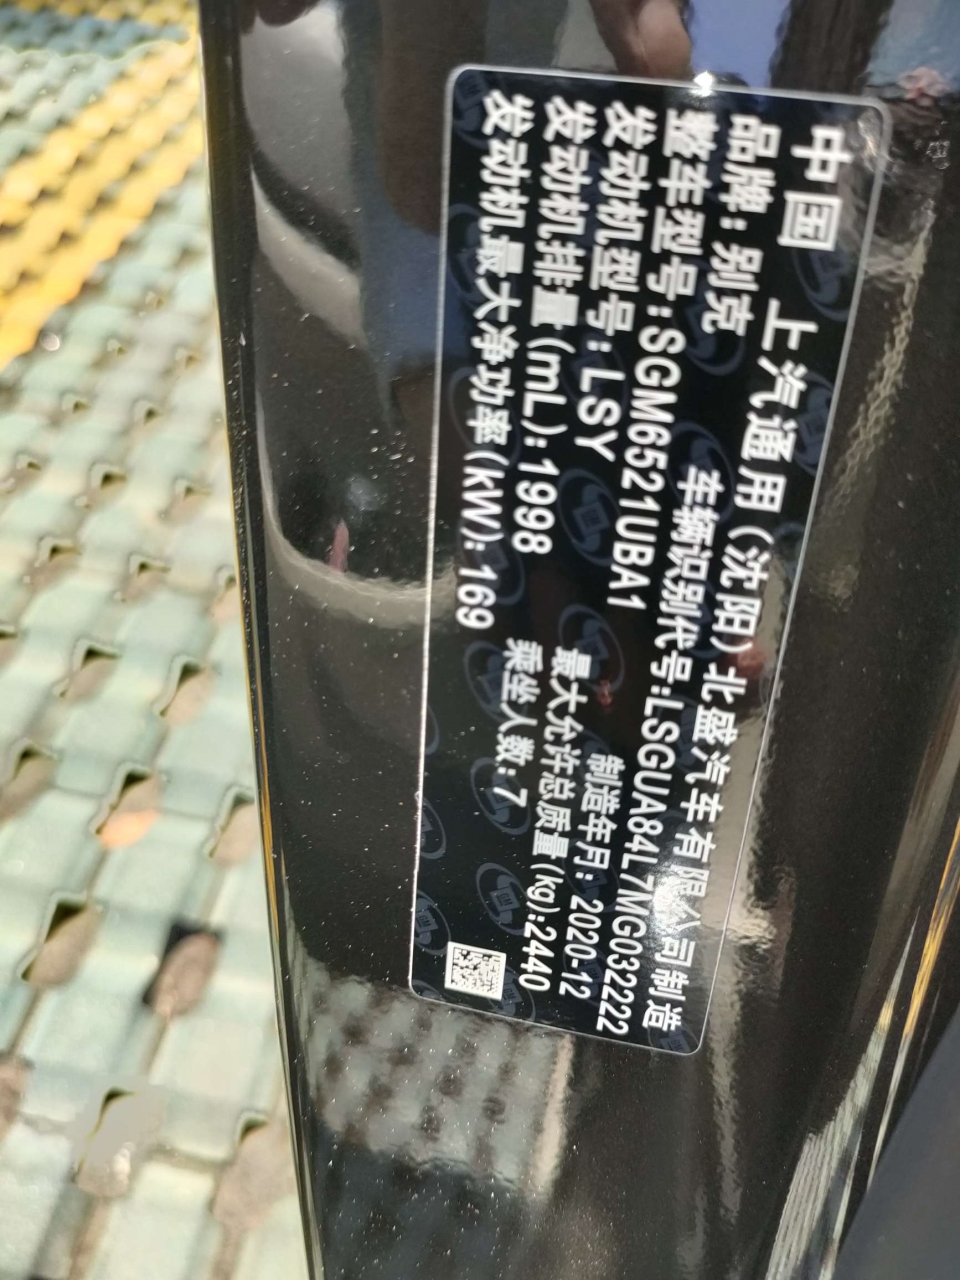 中国 上汽通用(沈阳)北盛汽车有限公司制造
品牌:别克 车辆识别代号:LSGUA84L7NG032222
整车型号:SGM6521UBA1 制造年月:2020-12
发动机型号:LSY 最大允许总质量(kg):2440
发动机排量(mL):1998 乘坐人数:7
发动机最大净功率(kW):169